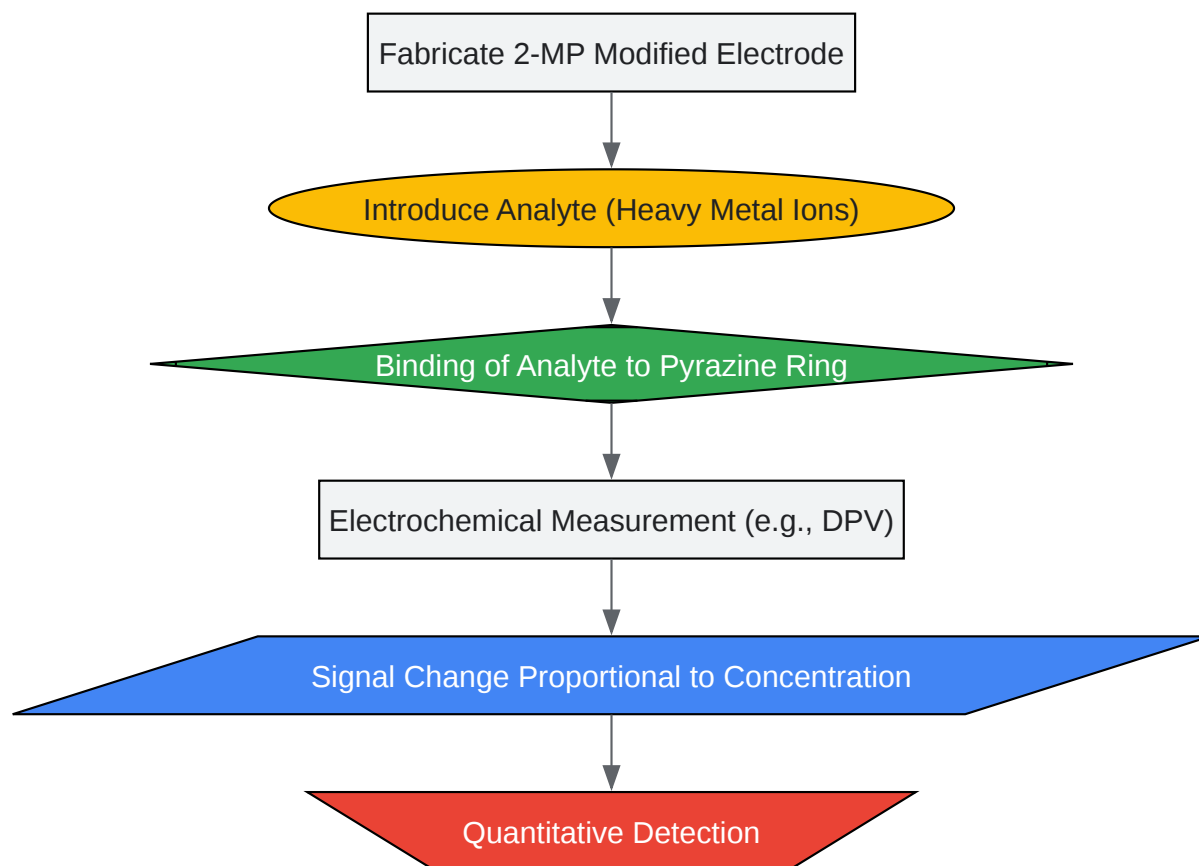 Fabricate 2-MP Modified Electrode
Introduce Analyte (Heavy Metal Ions)
Binding of Analyte to Pyrazine Ring
Electrochemical Measurement (e.g., DPV)
Signal Change Proportional to Concentration
Quantitative Detection